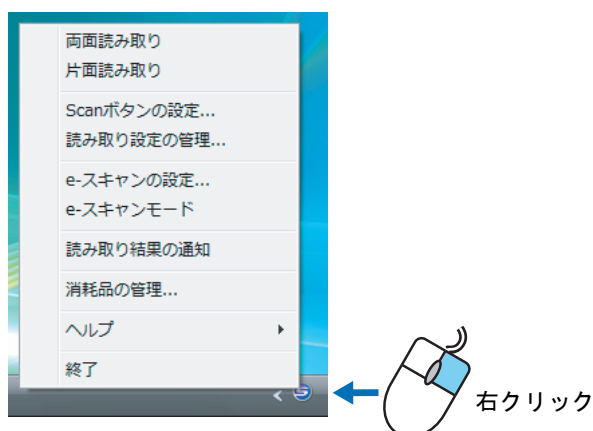 両面読み取り
片面読み取り
Scanボタンの設定...
読み取り設定の管理...
e-スキャンの設定...
e-スキャンモード
読み取り結果の通知
消耗品の管理...
ヘルプ
終了
右クリック